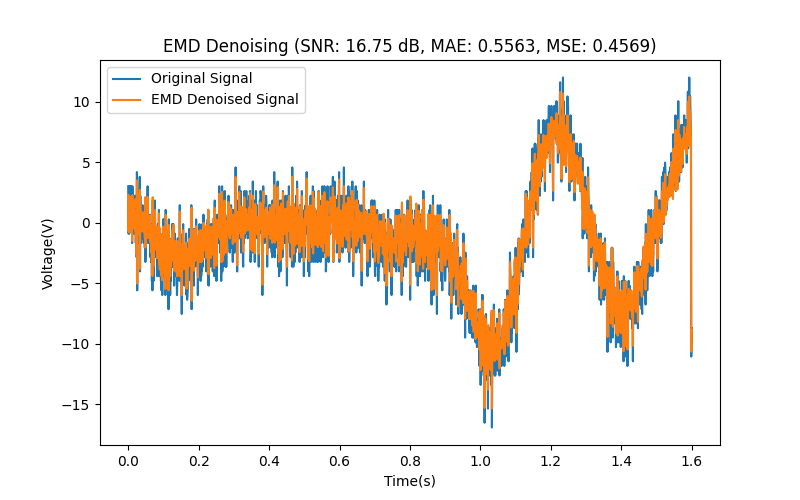 EMD Denoising (SNR: 16.75 dB, MAE: 0.5563, MSE: 0.4569)
Original Signal
EMD Denoised Signal
10
5
0
−5
−10
−15
Voltage(V)
0.0 0.2 0.4 0.6 0.8 1.0 1.2 1.4 1.6
Time(s)